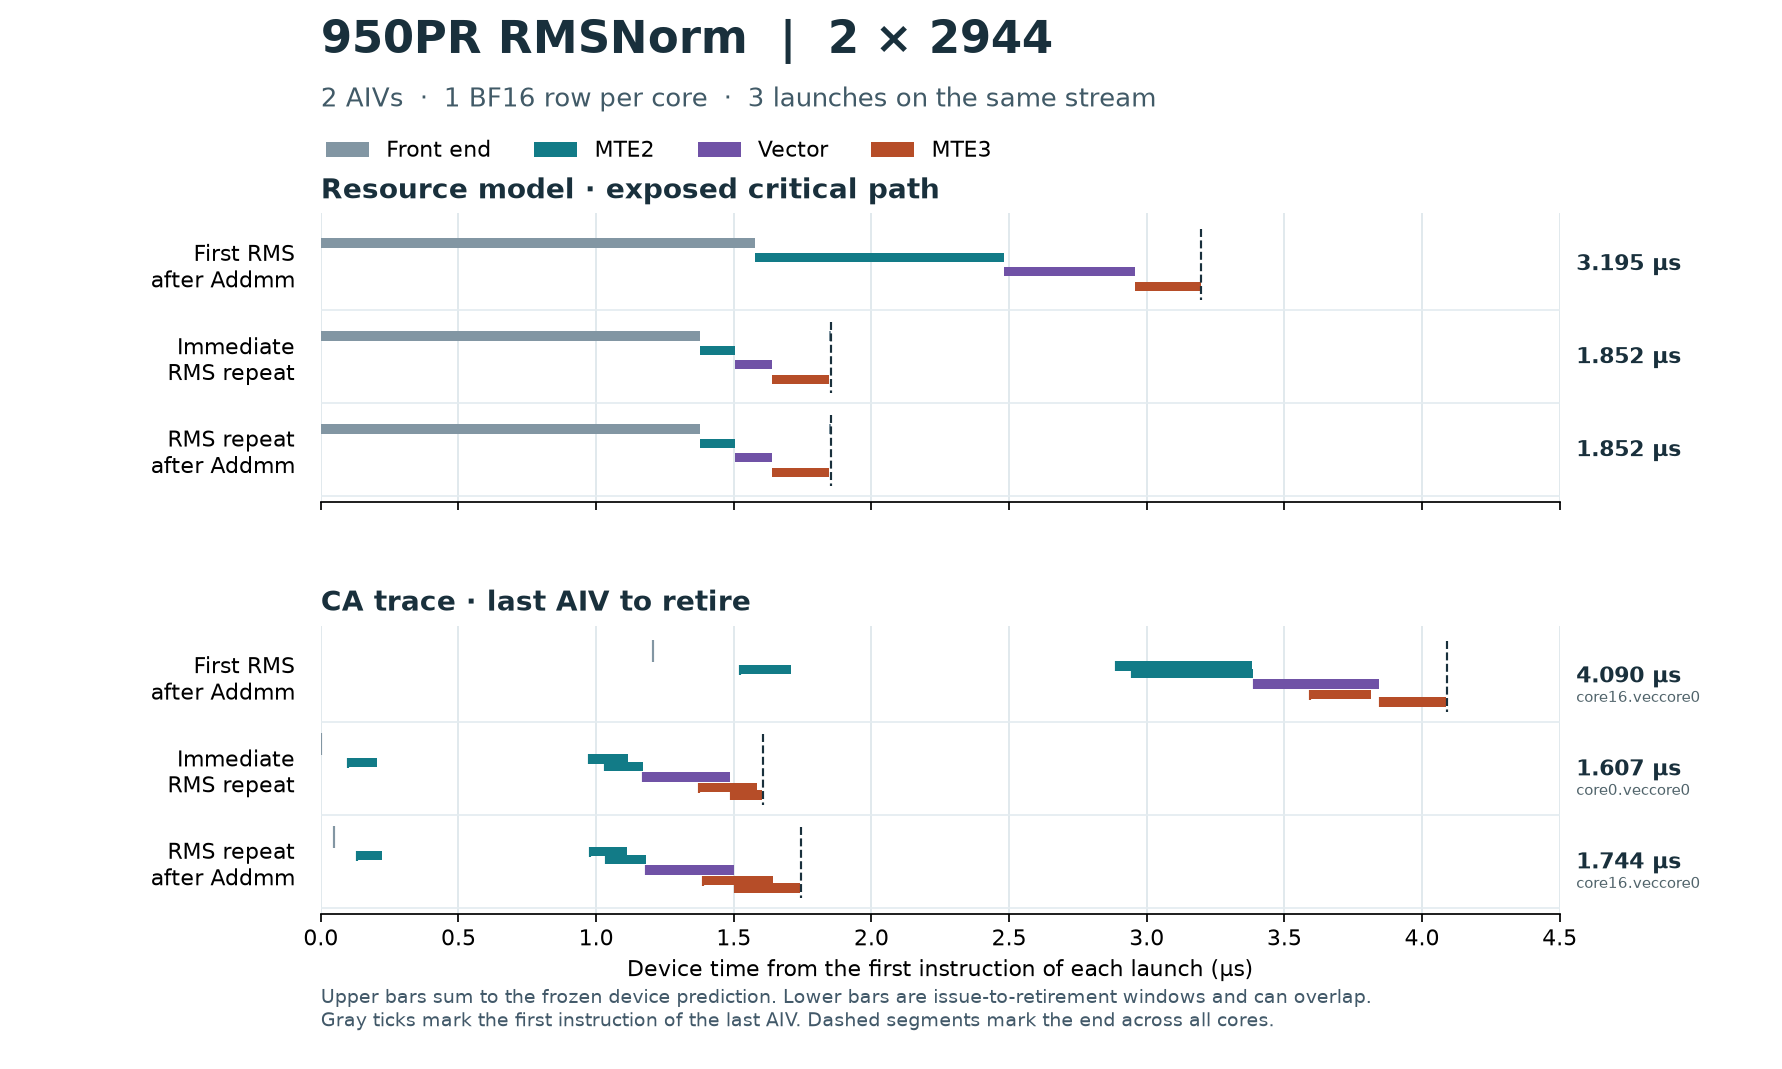 950PR RMSNorm | 2 × 2944
2 AIVs · 1 BF16 row per core · 3 launches on the same stream
Front end MTE2 Vector MTE3
Resource model · exposed critical path
First RMS
after Addmm
3.195 µs
Immediate
RMS repeat
1.852 µs
RMS repeat
after Addmm
1.852 µs
CA trace · last AIV to retire
First RMS
after Addmm
4.090 µs
core16.veccore0
Immediate
RMS repeat
1.607 µs
core0.veccore0
RMS repeat
after Addmm
1.744 µs
core16.veccore0
0.0 0.5 1.0 1.5 2.0 2.5 3.0 3.5 4.0 4.5
Device time from the first instruction of each launch (µs)
Upper bars sum to the frozen device prediction. Lower bars are issue-to-retirement windows and can overlap.
Gray ticks mark the first instruction of the last AIV. Dashed segments mark the end across all cores.